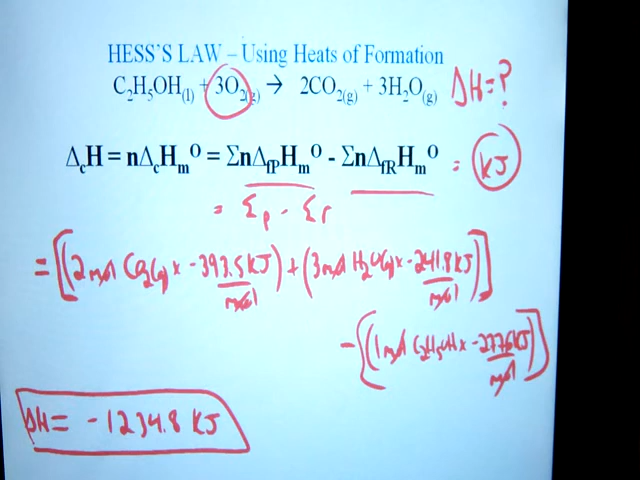 HESS'S LAW – Using Heats of Formation
C₂H₅OH(l) + 3O₂(g) → 2CO₂(g) + 3H₂O(g) ΔH=?
ΔcH = nΔcHm° = ΣnΔfPHm° - ΣnΔfRHm° = KJ
= Σp - Σr
= [(2 mol CO₂(g) x -393.5 KJ/mol) + (3 mol H₂O(g) x -241.8 KJ/mol)]
- [(1 mol C₂H₅OH x -277.6 KJ/mol)]
ΔH = -1234.8 KJ